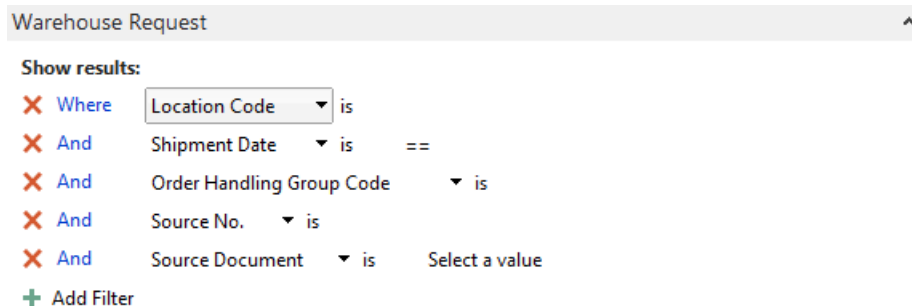 Warehouse Request
Show results:
Where Location Code is
And Shipment Date is ==
And Order Handling Group Code is
And Source No. is
And Source Document is Select a value
Add Filter